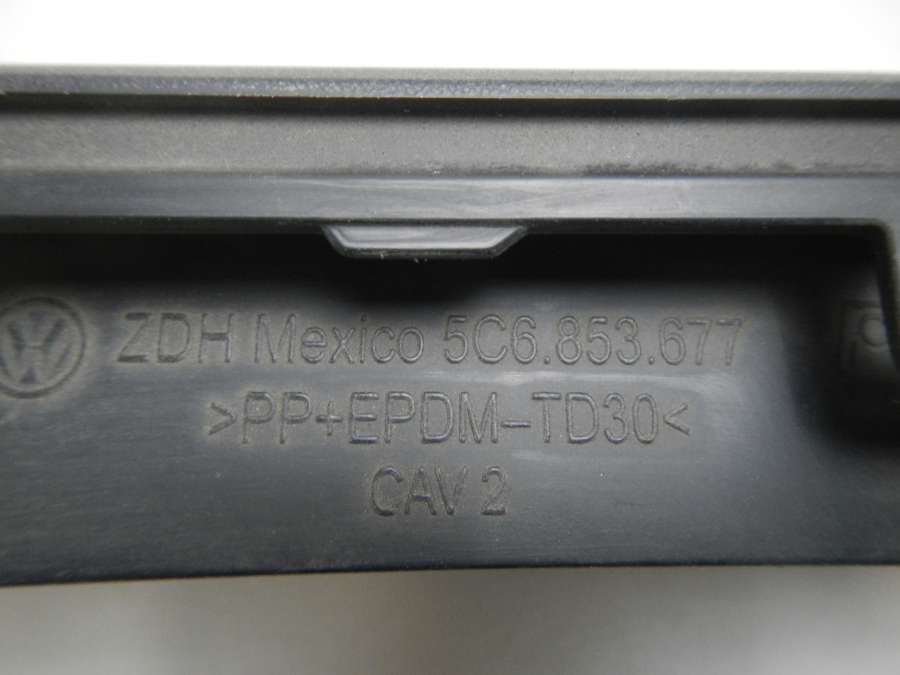 ZDH Mexico 5C6.853.677
>PP+EPDM-TD30<
CAV 2